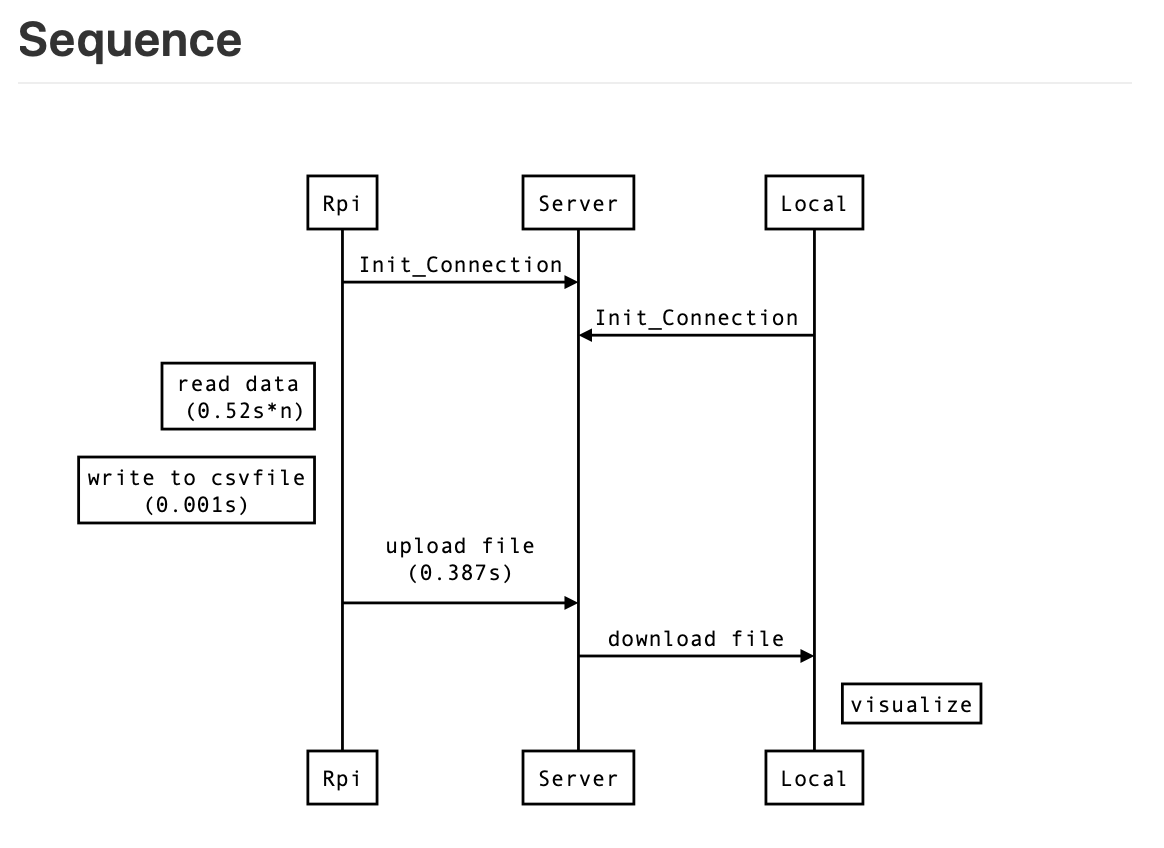 Sequence
Rpi
Server
Local
Init_Connection
Init_Connection
read data
(0.52s*n)
write to csvfile
(0.001s)
upload file
(0.387s)
download file
visualize
Rpi
Server
Local